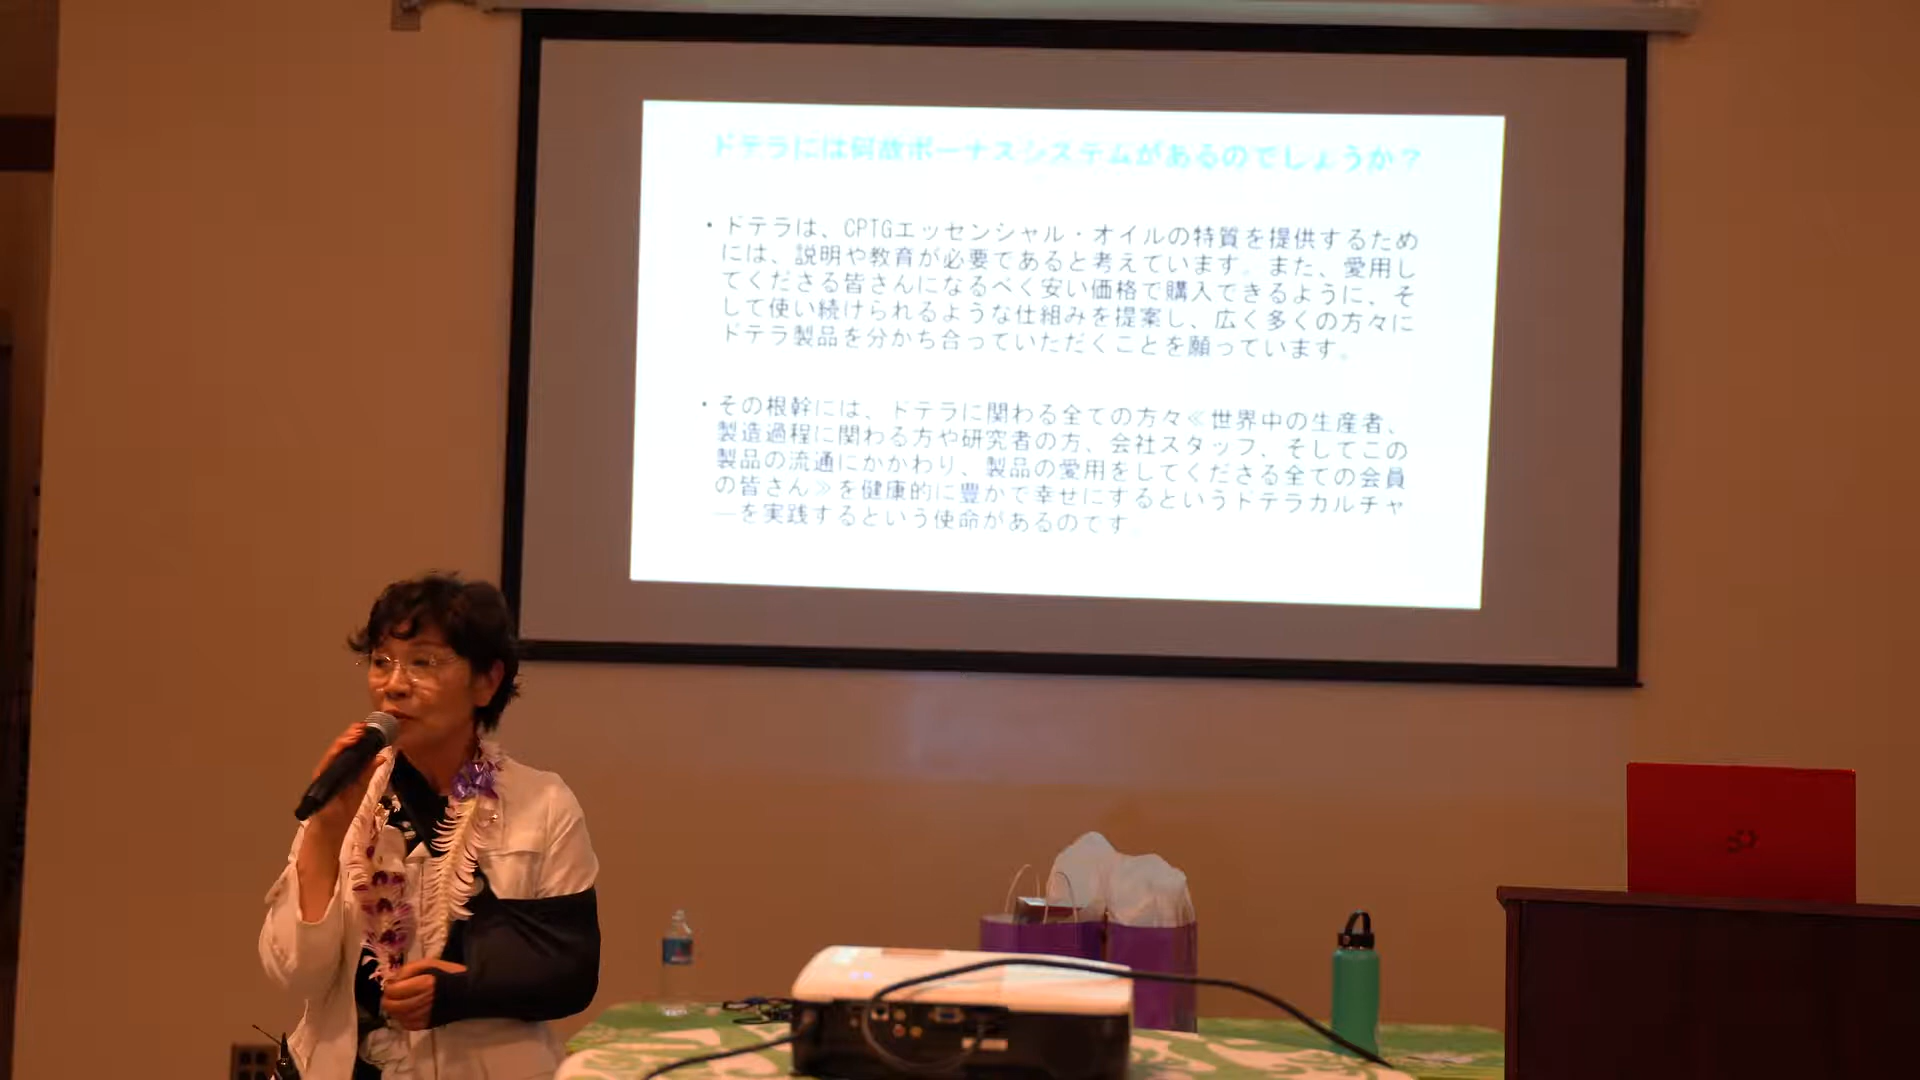 ドテラには何故ボーナスシステムがあるのでしょうか？
・ドテラは、CPTGエッセンシャル・オイルの特質を提供するため
には、説明や教育が必要であると考えています。また、愛用し
てくださる皆さんになるべく安い価格で購入できるように、そ
して使い続けられるような仕組みを提案し、広く多くの方々に
ドテラ製品を分かち合っていただくことを願っています。
・その根幹には、ドテラに関わる全ての方々≪世界中の生産者、
製造過程に関わる方や研究者の方、会社スタッフ、そしてこの
製品の流通にかかわり、製品の愛用をしてくださる全ての会員
の皆さん≫を健康的に豊かで幸せにするというドテラカルチャ
ーを実践するという使命があるのです。